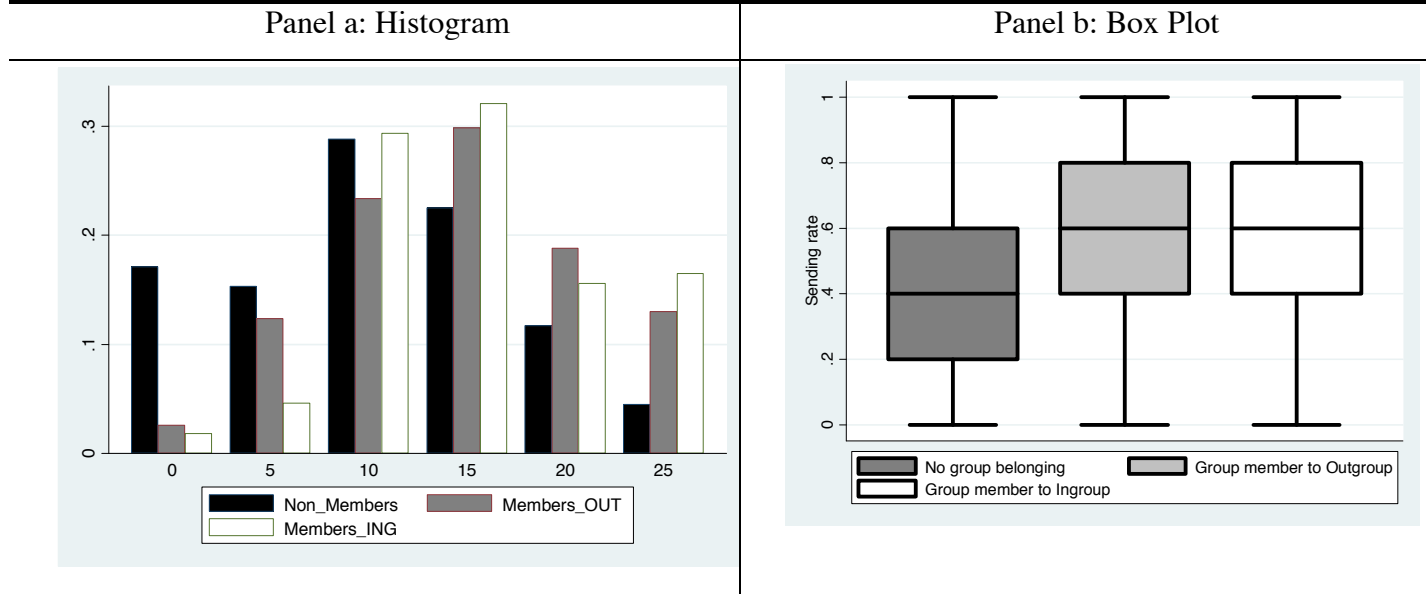 Panel a: Histogram
Panel b: Box Plot
.3
.2
.1
0
0 5 10 15 20 25
Non_Members Members_OUT
Members_ING
Sending rate
1
.8
.6
.4
.2
0
No group belonging Group member to Outgroup
Group member to Ingroup